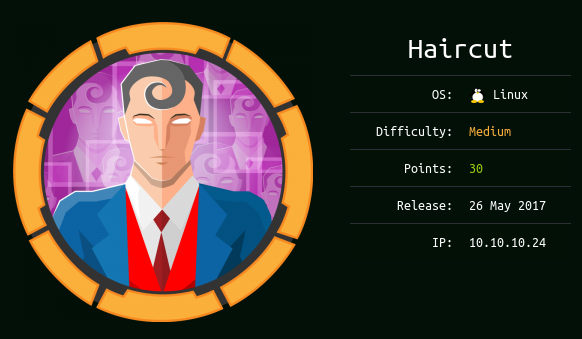 Haircut
OS: Linux
Difficulty: Medium
Points: 30
Release: 26 May 2017
IP: 10.10.10.24